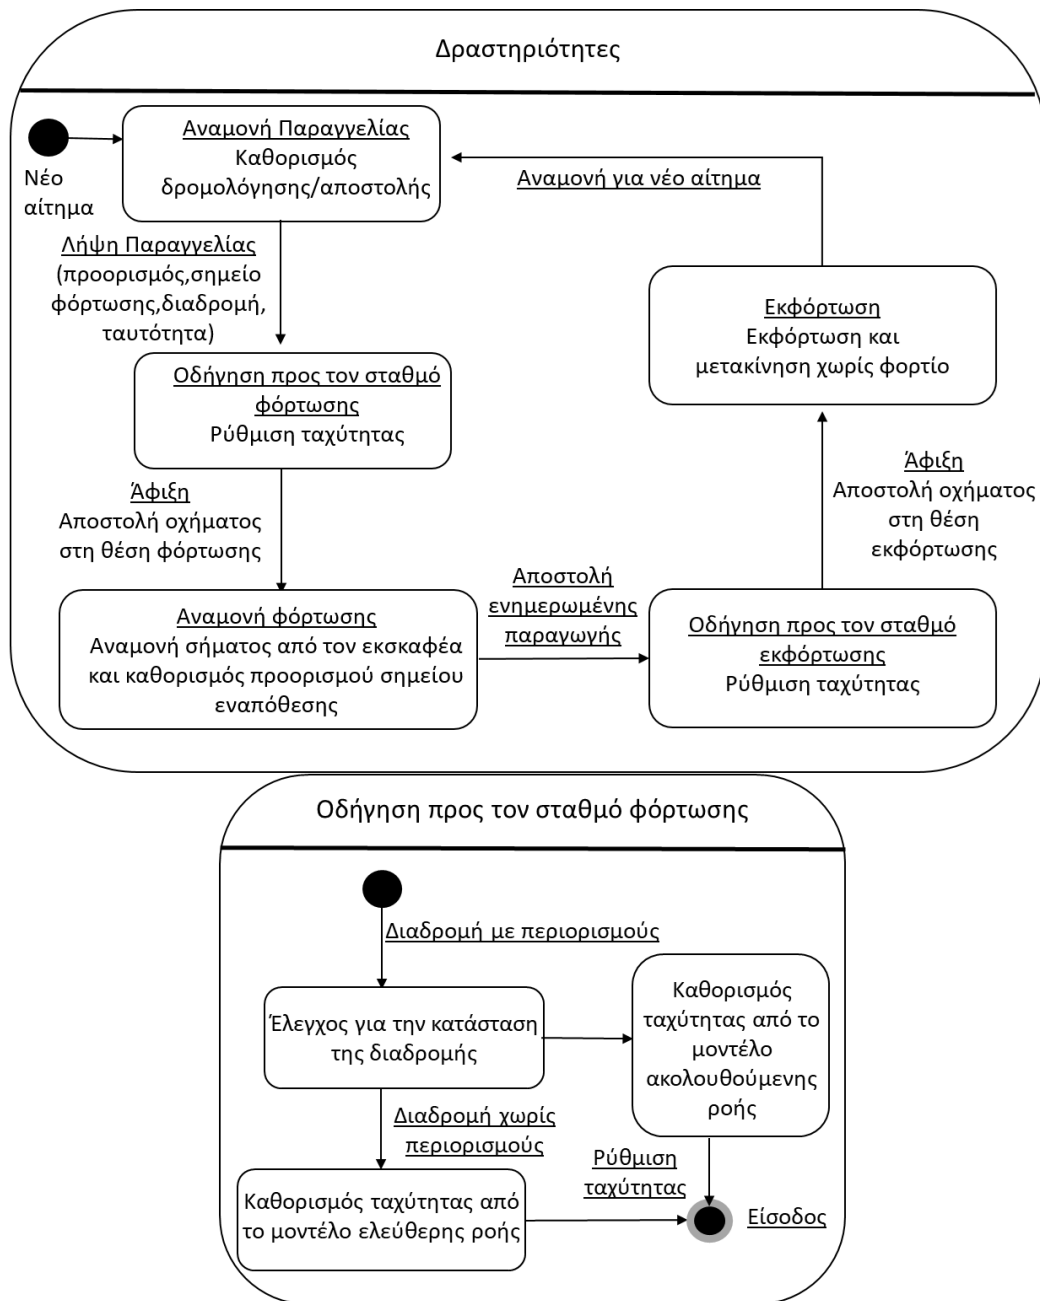 Δραστηριότητες
Νέο
αίτημα
Αναμονή Παραγγελίας
Καθορισμός
δρομολόγησης/αποστολής
Αναμονή για νέο αίτημα
Λήψη Παραγγελίας
(προορισμός,σημείο
φόρτωσης,διαδρομή,
ταυτότητα)
Εκφόρτωση
Εκφόρτωση και
μετακίνηση χωρίς φορτίο
Οδήγηση προς τον σταθμό
φόρτωσης
Ρύθμιση ταχύτητας
Άφιξη
Αποστολή οχήματος
στη θέση φόρτωσης
Άφιξη
Αποστολή οχήματος
στη θέση
εκφόρτωσης
Αναμονή φόρτωσης
Αναμονή σήματος από τον εκσκαφέα
και καθορισμός προορισμού σημείου
εναπόθεσης
Αποστολή
ενημερωμένης
παραγωγής
Οδήγηση προς τον σταθμό
εκφόρτωσης
Ρύθμιση ταχύτητας
Οδήγηση προς τον σταθμό φόρτωσης
Διαδρομή με περιορισμούς
Έλεγχος για την κατάσταση
της διαδρομής
Καθορισμός
ταχύτητας από το
μοντέλο
ακολουθούμενης
ροής
Διαδρομή χωρίς
περιορισμούς
Καθορισμός ταχύτητας από
το μοντέλο ελεύθερης ροής
Ρύθμιση
ταχύτητας
Είσοδος